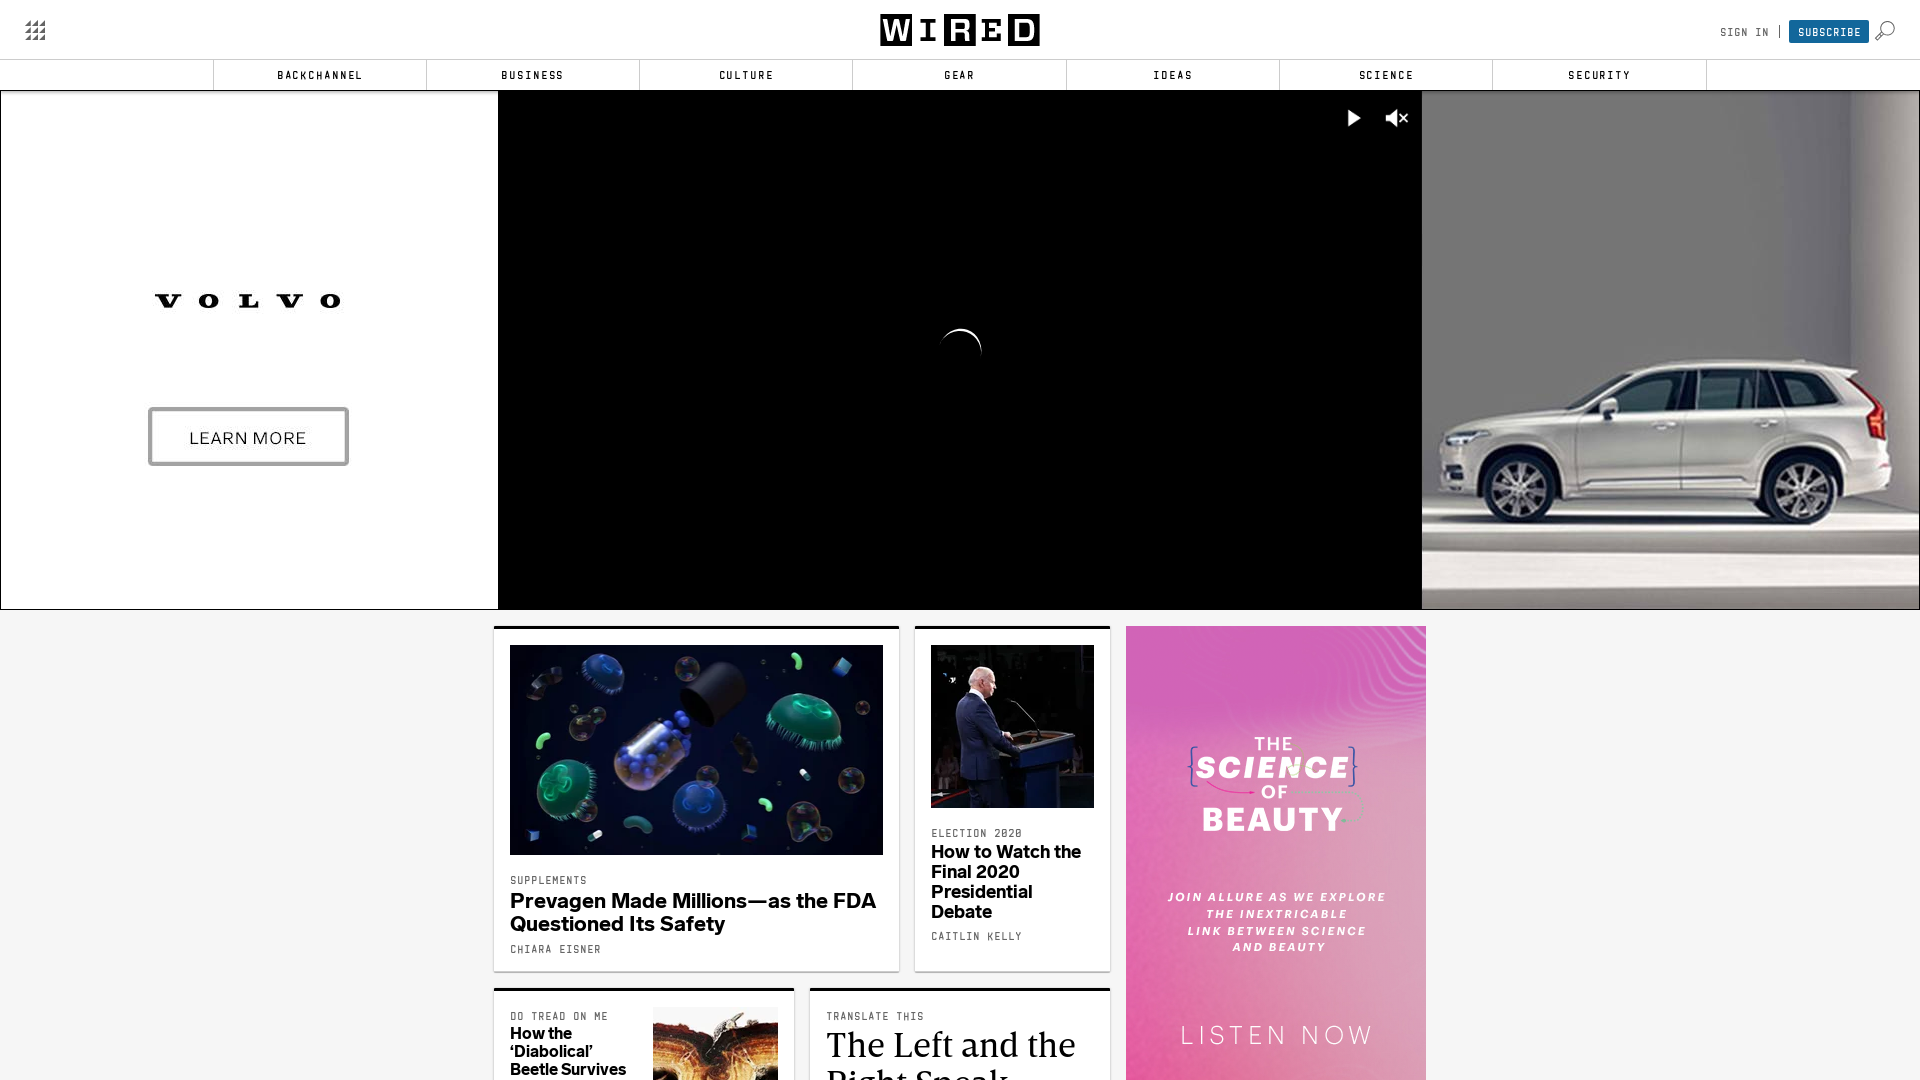 WIRED
SIGN IN
SUBSCRIBE
BACKCHANNEL
BUSINESS
CULTURE
GEAR
IDEAS
SCIENCE
SECURITY
VOLVO
LEARN MORE
SUPPLEMENTS
Prevagen Made Millions—as the FDA
Questioned Its Safety
CHIARA EISNER
ELECTION 2020
How to Watch the
Final 2020
Presidential
Debate
CAITLIN KELLY
THE
{SCIENCE}
OF
BEAUTY
JOIN ALLURE AS WE EXPLORE
THE INEXTRICABLE
LINK BETWEEN SCIENCE
AND BEAUTY
LISTEN NOW
DO TREAD ON ME
How the
‘Diabolical’
Beetle Survives
TRANSLATE THIS
The Left and the
Right Speak